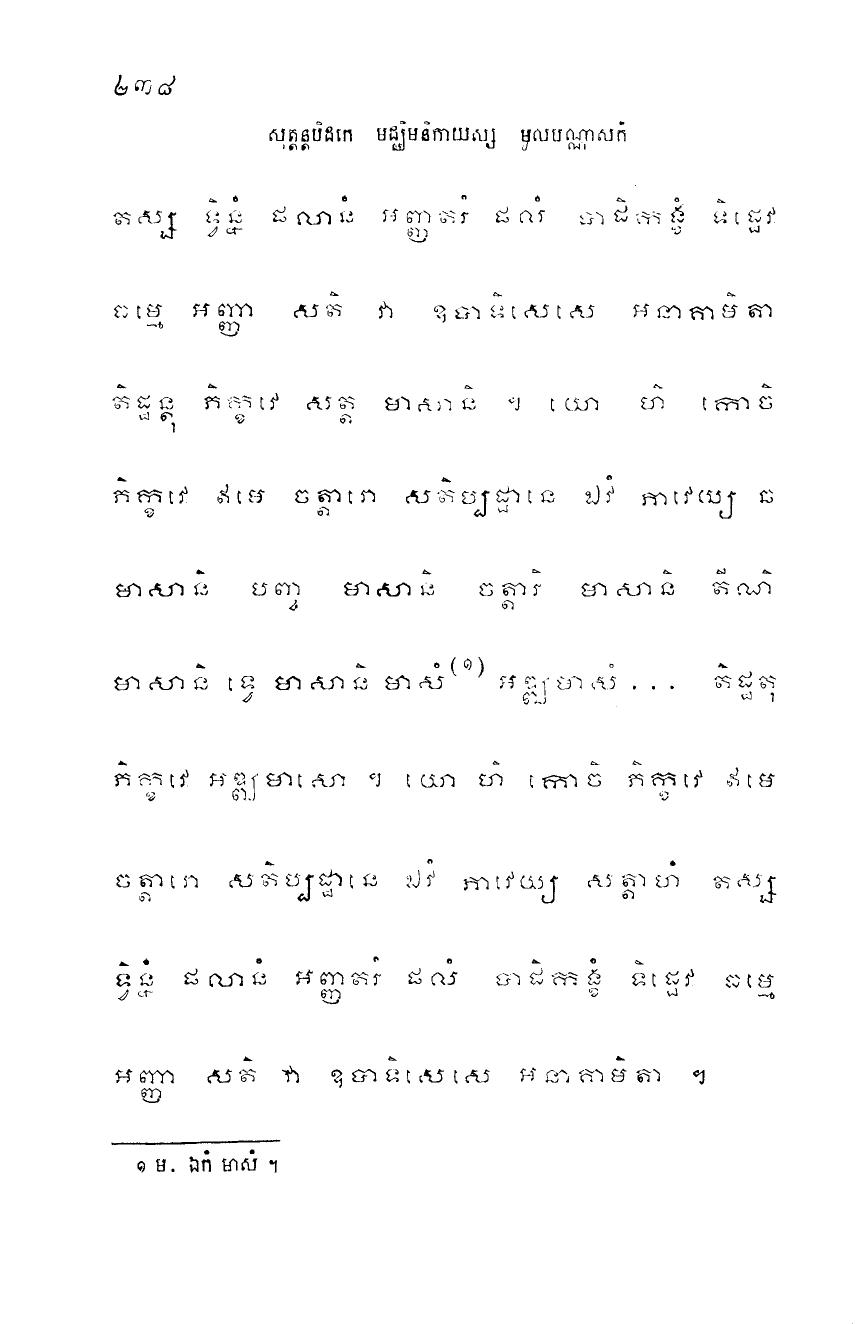 ២៣៨
សុត្តន្តបិដកេ មជ្ឈិមនិកាយស្ស មូលបណ្ណាសកំ
តស្ស ទ្វិន្នំ ផលានំ អញ្ញតរំ ផលំ បាដិកង្ខំ ទិដ្ឋេវ
ធម្មេ អញ្ញា សតិ វា ឧបាទិសេសេ អនាគាមិតា
តិដ្ឋន្តុ ភិក្ខវេ សត្ត មាសានិ ។ យោ ហិ កោចិ
ភិក្ខវេ ឥមេ ចត្តារោ សតិប្បដ្ឋានេ ឯវំ ភាវេយ្យ ឆ
មាសានិ បញ្ច មាសានិ ចត្តារិ មាសានិ តីណិ
មាសានិ ទ្វេ មាសានិ មាសំ (១) អឌ្ឍមាសំ ... តិដ្ឋតុ
ភិក្ខវេ អឌ្ឍមាសោ ។ យោ ហិ កោចិ ភិក្ខវេ ឥមេ
ចត្តារោ សតិប្បដ្ឋានេ ឯវំ ភាវេយ្យ សត្តាហំ តស្ស
ទ្វិន្នំ ផលានំ អញ្ញតរំ ផលំ បាដិកង្ខំ ទិដ្ឋេវ ធម្មេ
អញ្ញា សតិ វា ឧបាទិសេសេ អនាគាមិតា ។
១ ម. ឯកំ មាសំ ។